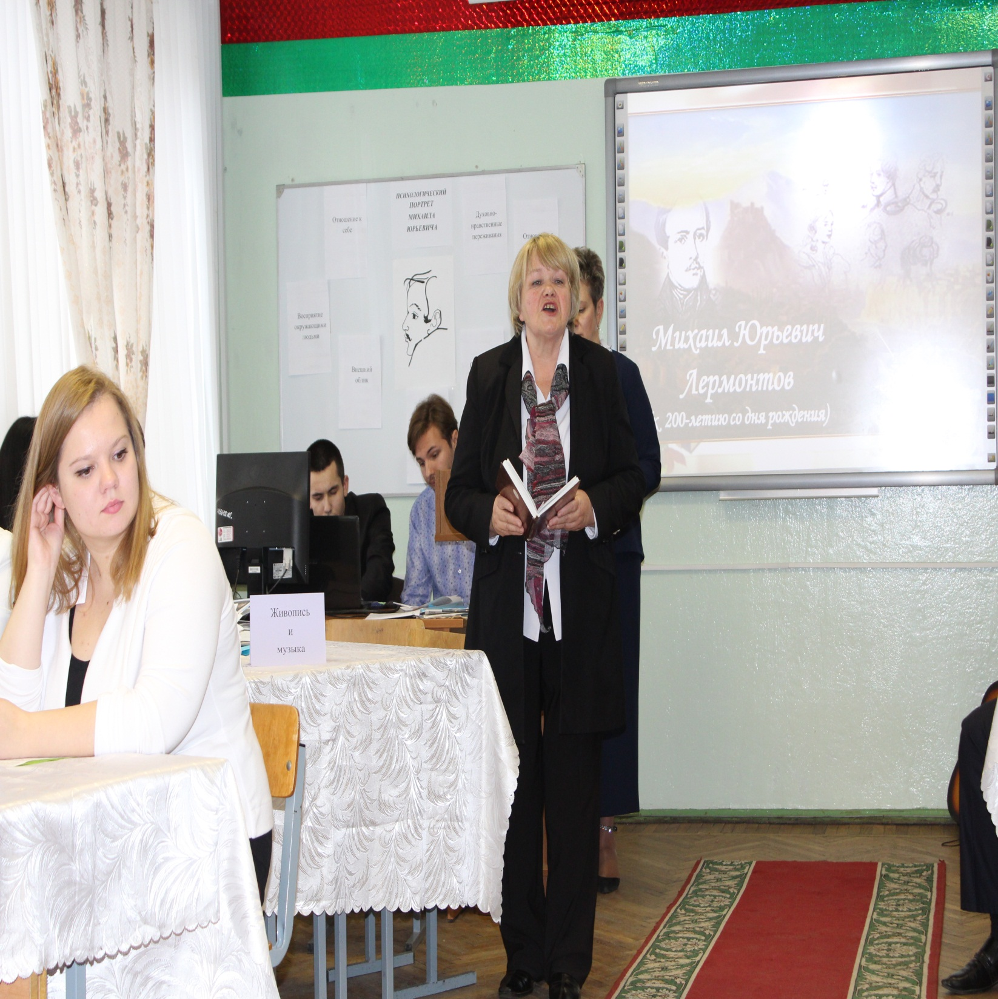 ПСИХОЛОГИЧЕСКИЙ
ПОРТРЕТ
МИХАИЛА
ЮРЬЕВИЧА
Отношение к
себе
Духовно-
нравственные
переживания
Восприятие
окружающими
людьми
Внешний
облик
Михаил Юрьевич
Лермонтов
200-летию со дня рождения)
Живопись
и
музыка